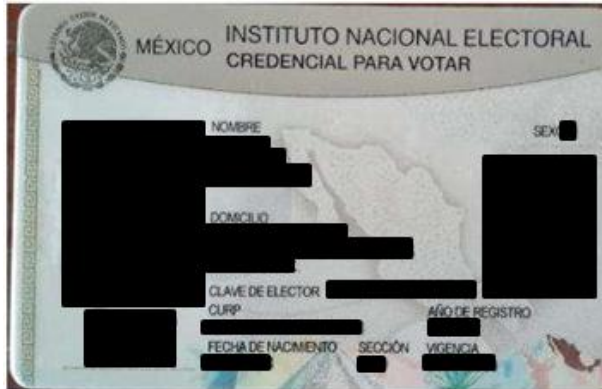 MÉXICO INSTITUTO NACIONAL ELECTORAL
CREDENCIAL PARA VOTAR
NOMBRE
SEXO
DOMICILIO
CLAVE DE ELECTOR
CURP AÑO DE REGISTRO
FECHA DE NACIMIENTO SECCIÓN VIGENCIA